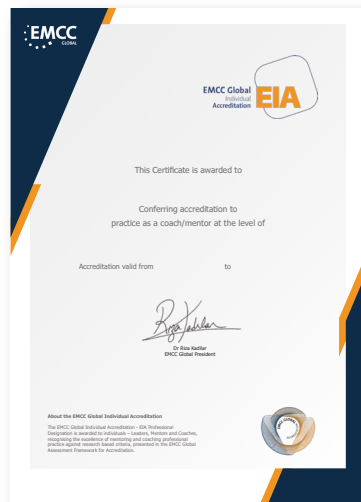 EMCC
GLOBAL
EMCC Global
Individual
Accreditation
EIA
This Certificate is awarded to
Conferring accreditation to
practice as a coach/mentor at the level of
Accreditation valid from to
Dr Riza Kadilar
EMCC Global President
About the EMCC Global Individual Accreditation
The EMCC Global Individual Accreditation - EIA Professional
Designation is awarded to individuals – Leaders, Mentors and Coaches,
recognising the excellence of mentoring and coaching professional
practice against research based criteria, presented in the EMCC Global
Assessment Framework for Accreditation.
EMCC GLOBAL